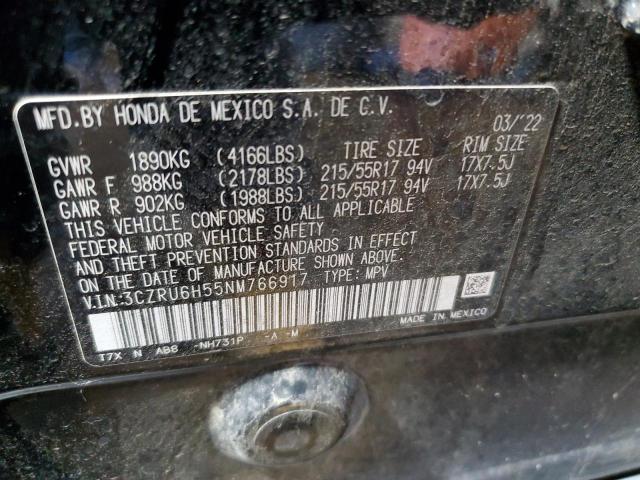 MFD.BY HONDA DE MEXICO S.A. DE C.V. 03/'22
GVWR 1890KG (4166LBS) TIRE SIZE RIM SIZE
GAWR F 988KG (2178LBS) 215/55R17 94V 17X7.5J
GAWR R 902KG (1988LBS) 215/55R17 94V 17X7.5J
THIS VEHICLE CONFORMS TO ALL APPLICABLE
FEDERAL MOTOR VEHICLE SAFETY
AND THEFT PREVENTION STANDARDS IN EFFECT
ON THE DATE OF MANUFACTURE SHOWN ABOVE.
V.I.N.3CZRU6H55NM766917 TYPE: MPV
MADE IN MEXICO
T7X N AB8 -NH731P -A -M